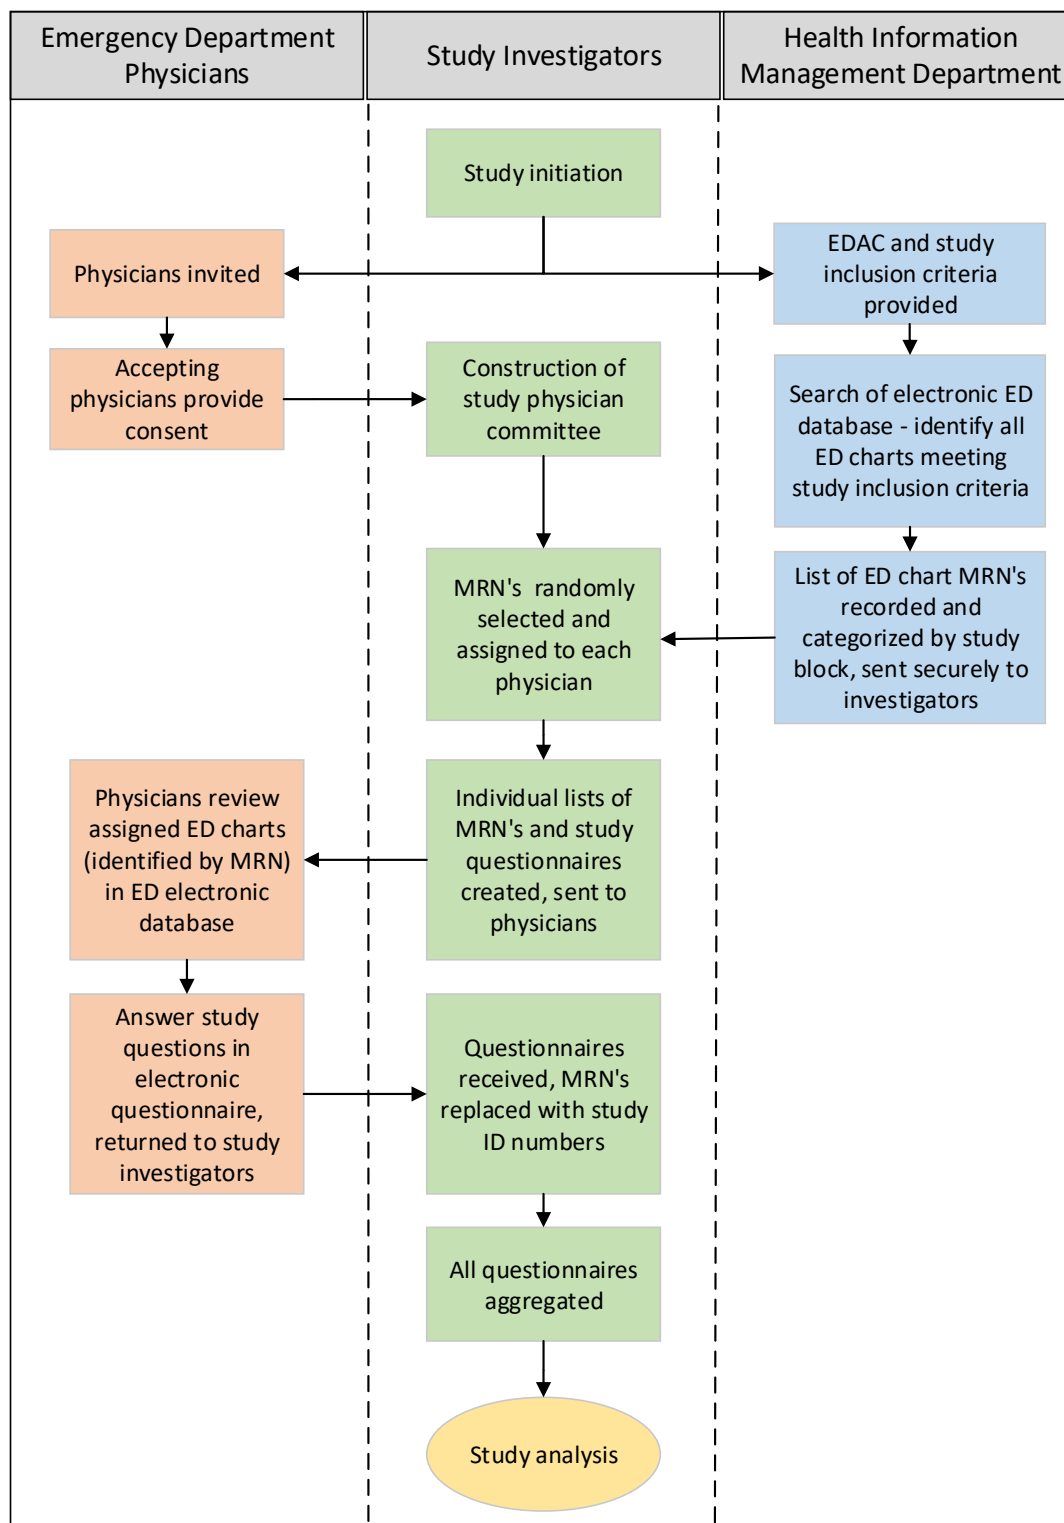 Emergency Department
Physicians
Study Investigators
Health Information
Management Department
Study initiation
Physicians invited
EDAC and study
inclusion criteria
provided
Accepting
physicians provide
consent
Construction of
study physician
committee
Search of electronic ED
database - identify all
ED charts meeting
study inclusion criteria
MRN's randomly
selected and
assigned to each
physician
List of ED chart MRN's
recorded and
categorized by study
block, sent securely to
investigators
Physicians review
assigned ED charts
(identified by MRN)
in ED electronic
database
Individual lists of
MRN's and study
questionnaires
created, sent to
physicians
Answer study
questions in
electronic
questionnaire,
returned to study
investigators
Questionnaires
received, MRN's
replaced with study
ID numbers
All questionnaires
aggregated
Study analysis